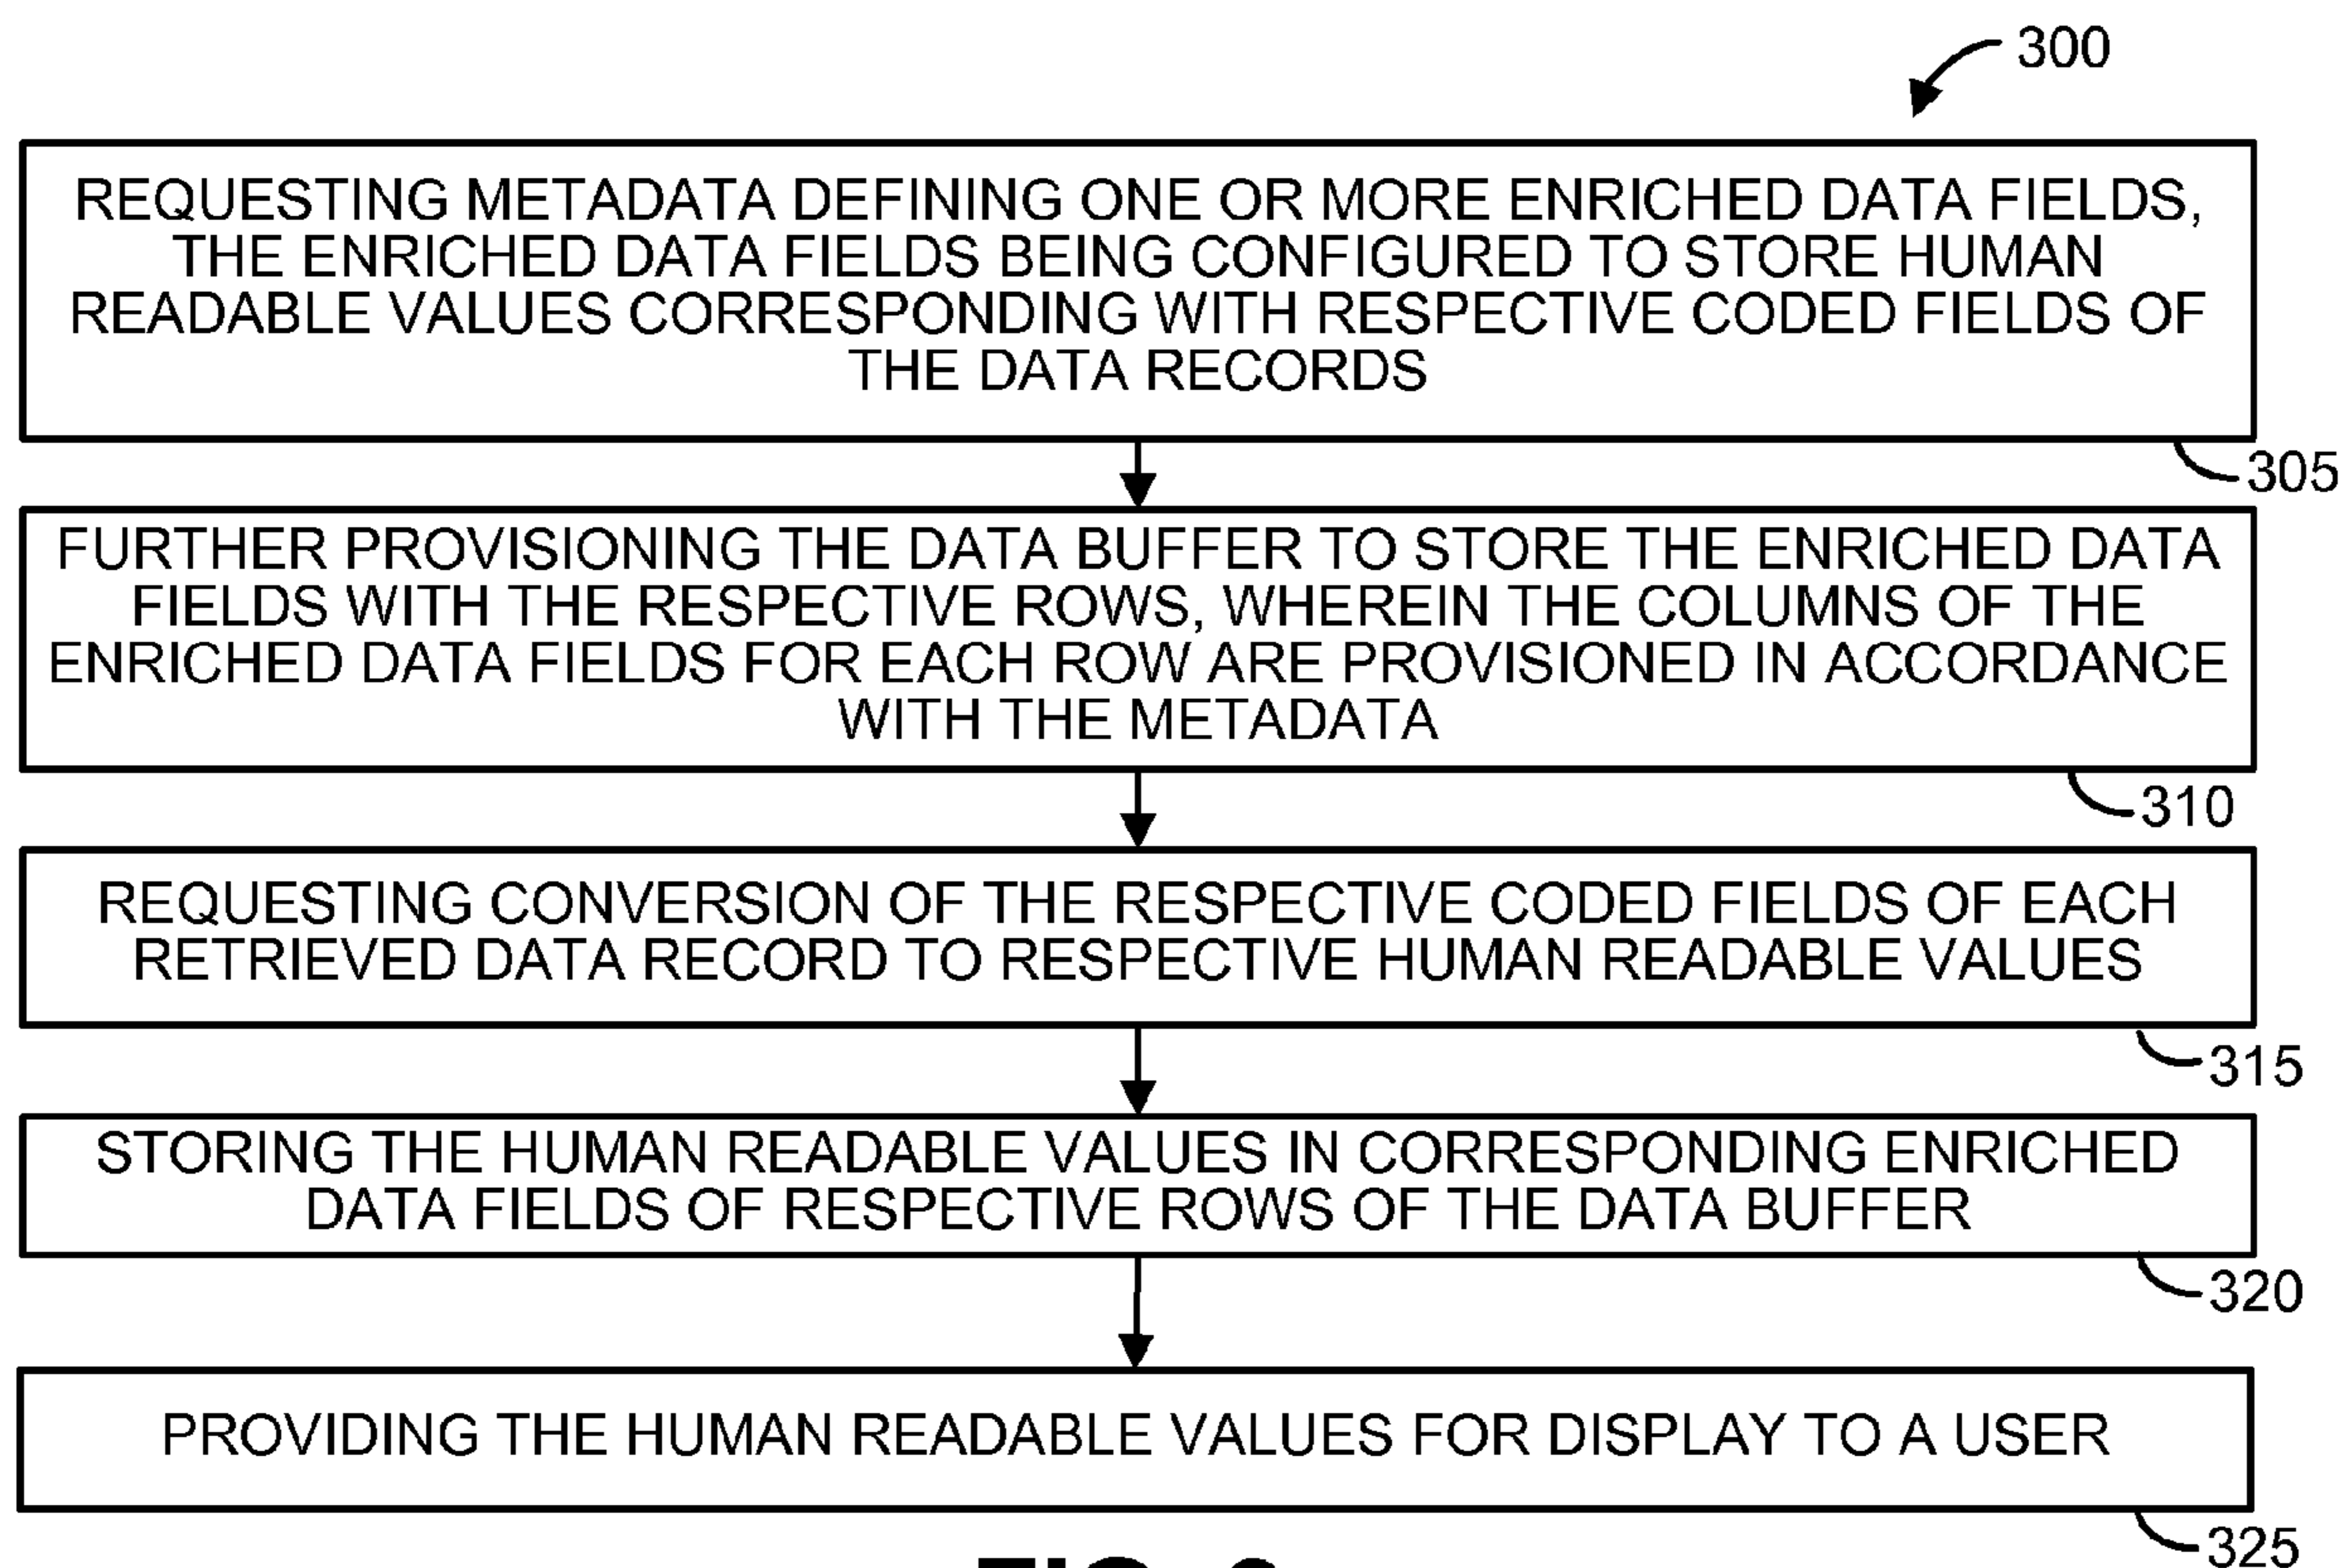 300
REQUESTING METADATA DEFINING ONE OR MORE ENRICHED DATA FIELDS,
THE ENRICHED DATA FIELDS BEING CONFIGURED TO STORE HUMAN
READABLE VALUES CORRESPONDING WITH RESPECTIVE CODED FIELDS OF
THE DATA RECORDS
305
FURTHER PROVISIONING THE DATA BUFFER TO STORE THE ENRICHED DATA
FIELDS WITH THE RESPECTIVE ROWS, WHEREIN THE COLUMNS OF THE
ENRICHED DATA FIELDS FOR EACH ROW ARE PROVISIONED IN ACCORDANCE
WITH THE METADATA
310
REQUESTING CONVERSION OF THE RESPECTIVE CODED FIELDS OF EACH
RETRIEVED DATA RECORD TO RESPECTIVE HUMAN READABLE VALUES
315
STORING THE HUMAN READABLE VALUES IN CORRESPONDING ENRICHED
DATA FIELDS OF RESPECTIVE ROWS OF THE DATA BUFFER
320
PROVIDING THE HUMAN READABLE VALUES FOR DISPLAY TO A USER
325